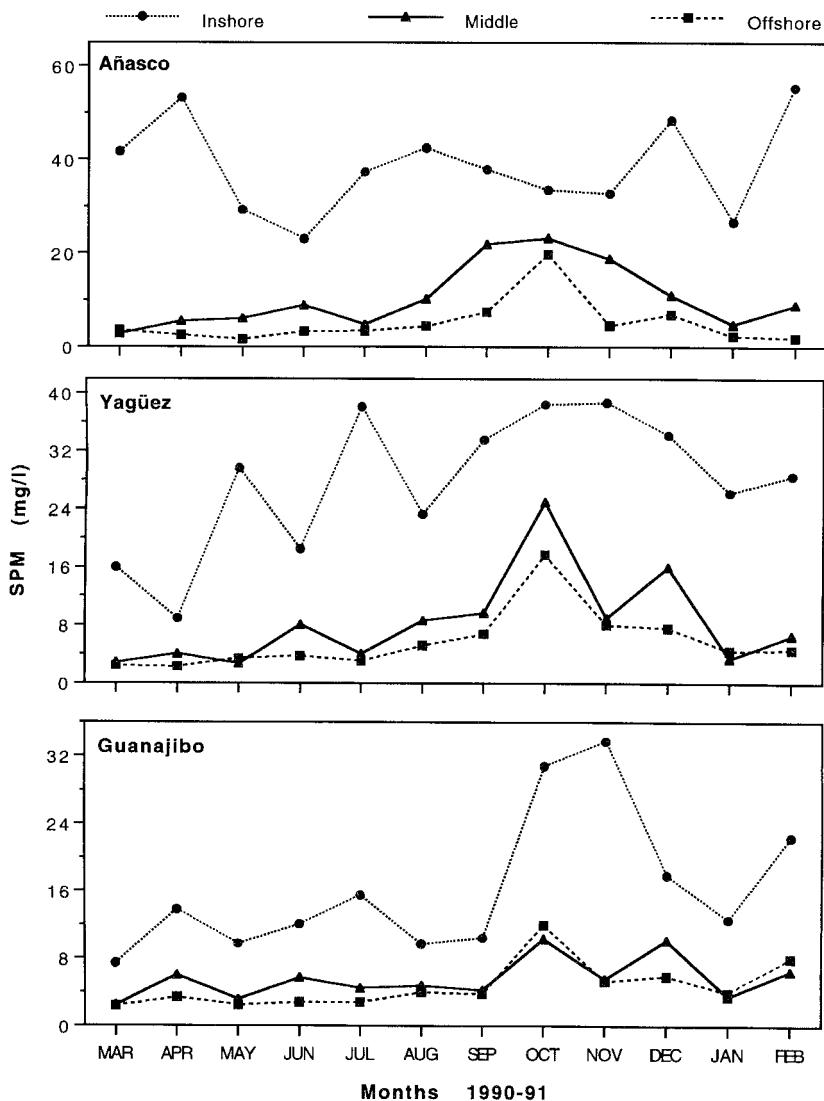 Inshore Middle Offshore
Añasco
60
40
20
0
Yagüez
40
32
24
16
8
0
SPM (mg/l)
Guanajibo
32
24
16
8
0
MAR APR MAY JUN JUL AUG SEP OCT NOV DEC JAN FEB
Months 1990-91